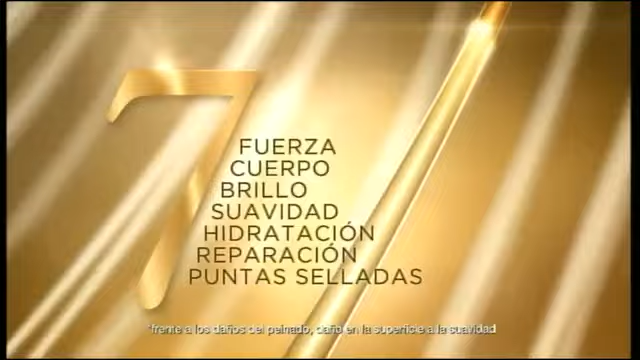 7
FUERZA
CUERPO
BRILLO
SUAVIDAD
HIDRATACIÓN
REPARACIÓN
PUNTAS SELLADAS
*frente a los daños del peinado, daño en la superficie a la suavidad